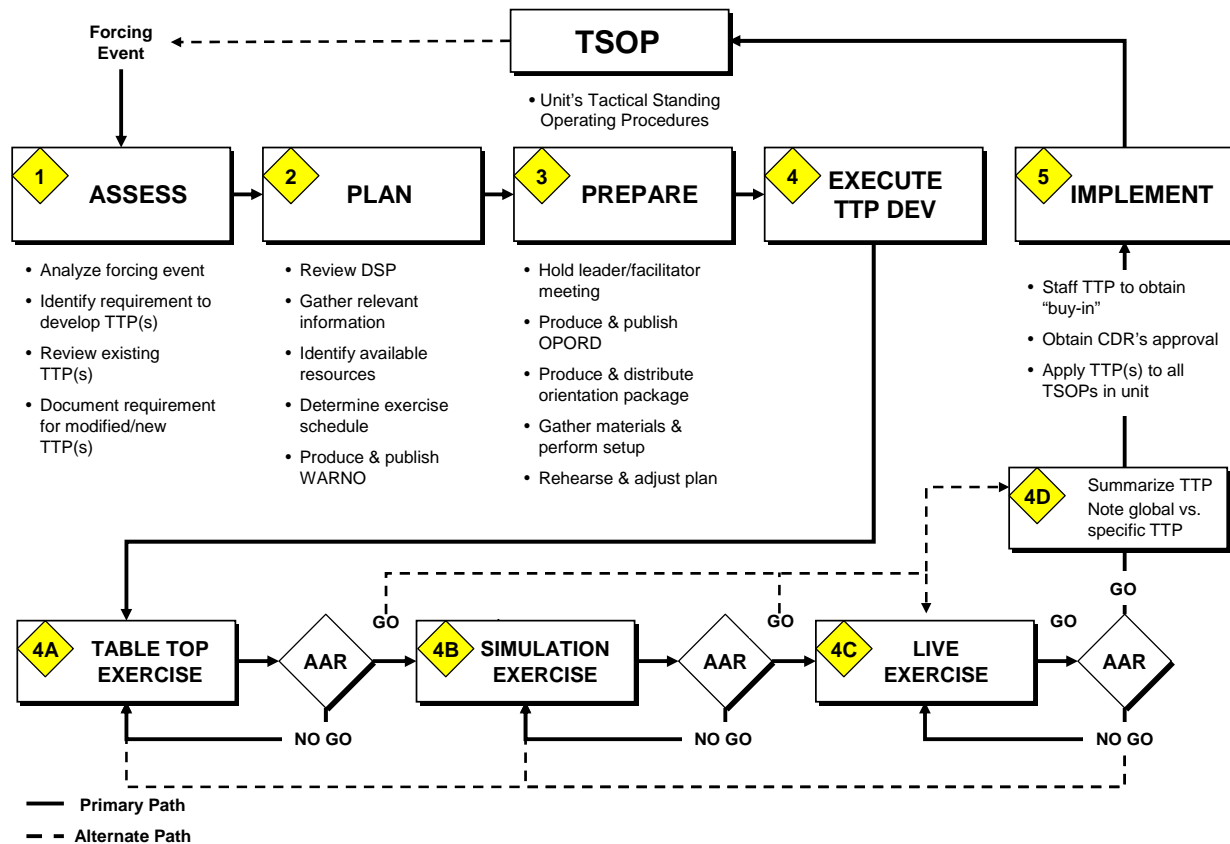 Forcing
Event
TSOP
• Unit's Tactical Standing
Operating Procedures
1
ASSESS
2
PLAN
3
PREPARE
4
EXECUTE
TTP DEV
5
IMPLEMENT
• Analyze forcing event
• Identify requirement to
develop TTP(s)
• Review existing
TTP(s)
• Document requirement
for modified/new
TTP(s)
• Review DSP
• Gather relevant
information
• Identify available
resources
• Determine exercise
schedule
• Produce & publish
WARNO
• Hold leader/facilitator
meeting
• Produce & publish
OPORD
• Produce & distribute
orientation package
• Gather materials &
perform setup
• Rehearse & adjust plan
• Staff TTP to obtain
“buy-in”
• Obtain CDR's approval
• Apply TTP(s) to all
TSOPs in unit
4D
Summarize TTP
Note global vs.
specific TTP
GO
4A
TABLE TOP
EXERCISE
AAR
GO
NO GO
4B
SIMULATION
EXERCISE
AAR
GO
NO GO
4C
LIVE
EXERCISE
GO
AAR
NO GO
Primary Path
Alternate Path